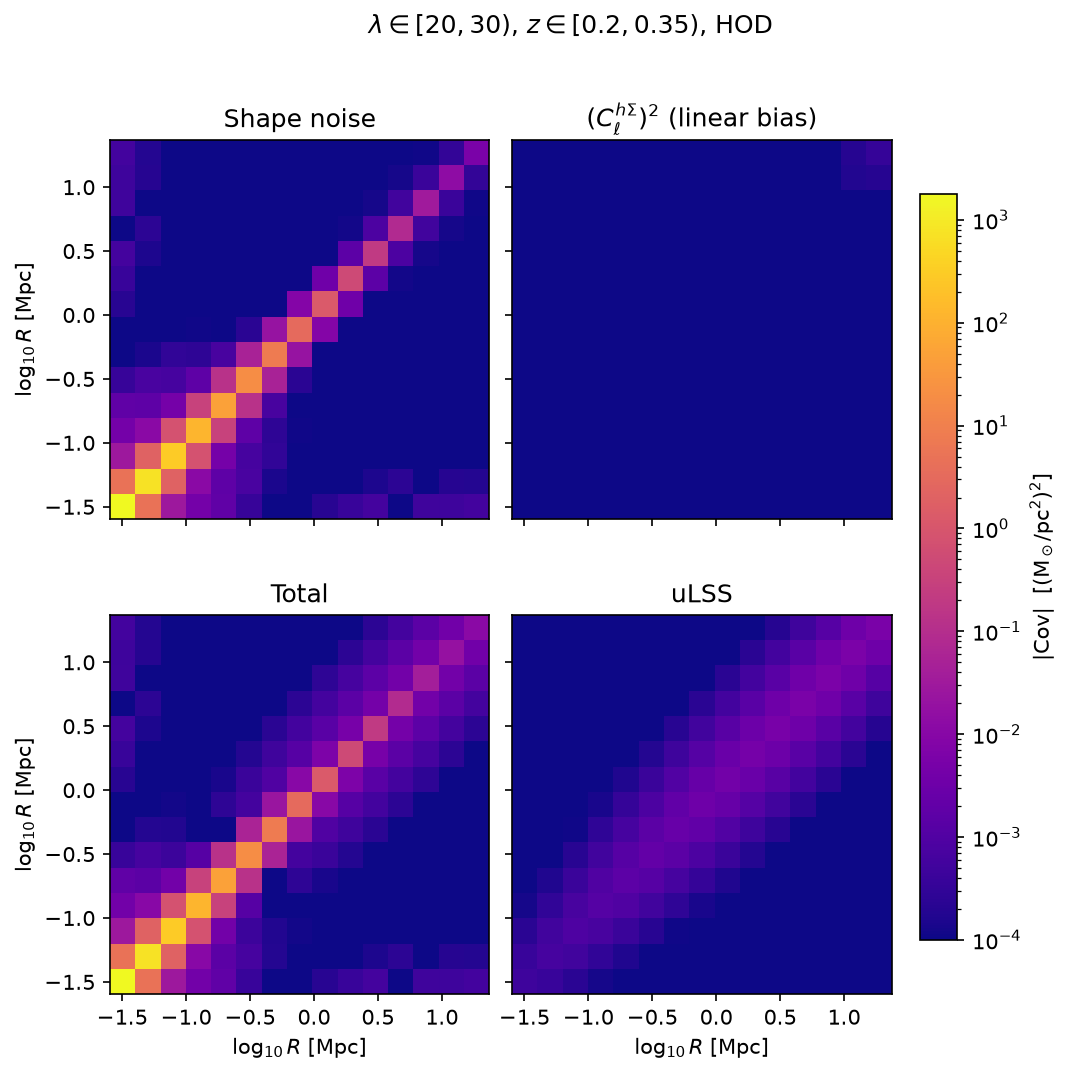 λ ∈ [20, 30), z ∈ [0.2, 0.35), HOD
Shape noise
(C_ℓ^{hΣ})² (linear bias)
log₁₀ R [Mpc]
1.0
0.5
0.0
−0.5
−1.0
−1.5
Total
uLSS
log₁₀ R [Mpc]
1.0
0.5
0.0
−0.5
−1.0
−1.5
−1.5 −1.0 −0.5 0.0 0.5 1.0
log₁₀ R [Mpc]
−1.5 −1.0 −0.5 0.0 0.5 1.0
log₁₀ R [Mpc]
10³
10²
10¹
10⁰
10⁻¹
10⁻²
10⁻³
10⁻⁴
|Cov| [(M⊙/pc²)²]